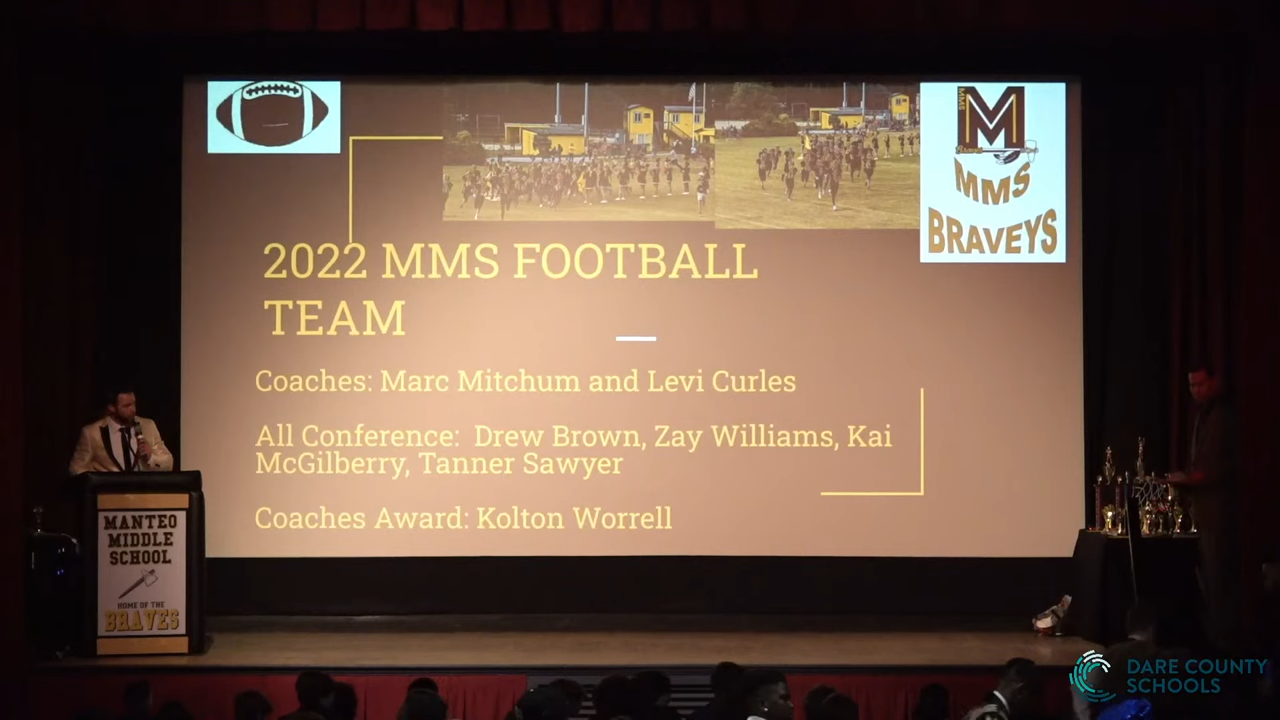 MMS
M
MMS
BRAVEYS
2022 MMS FOOTBALL
TEAM
Coaches: Marc Mitchum and Levi Curles
All Conference: Drew Brown, Zay Williams, Kai
McGilberry, Tanner Sawyer
Coaches Award: Kolton Worrell
MANTEO
MIDDLE
SCHOOL
HOME OF THE
BRAVES
DARE COUNTY
SCHOOLS